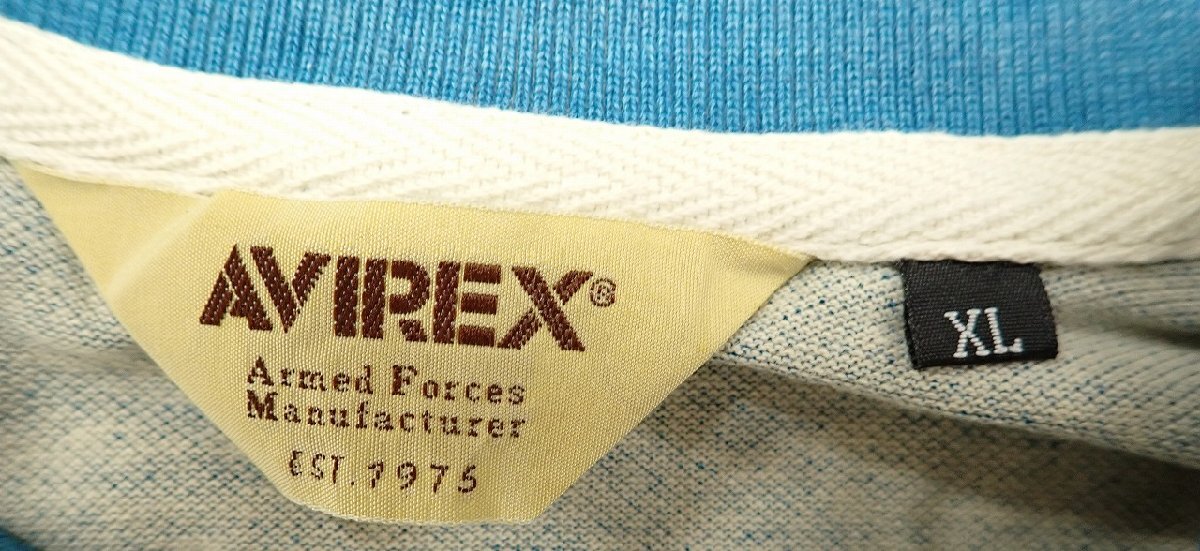 AVIREX®
Armed Forces
Manufacturer
EST. 1975
XL